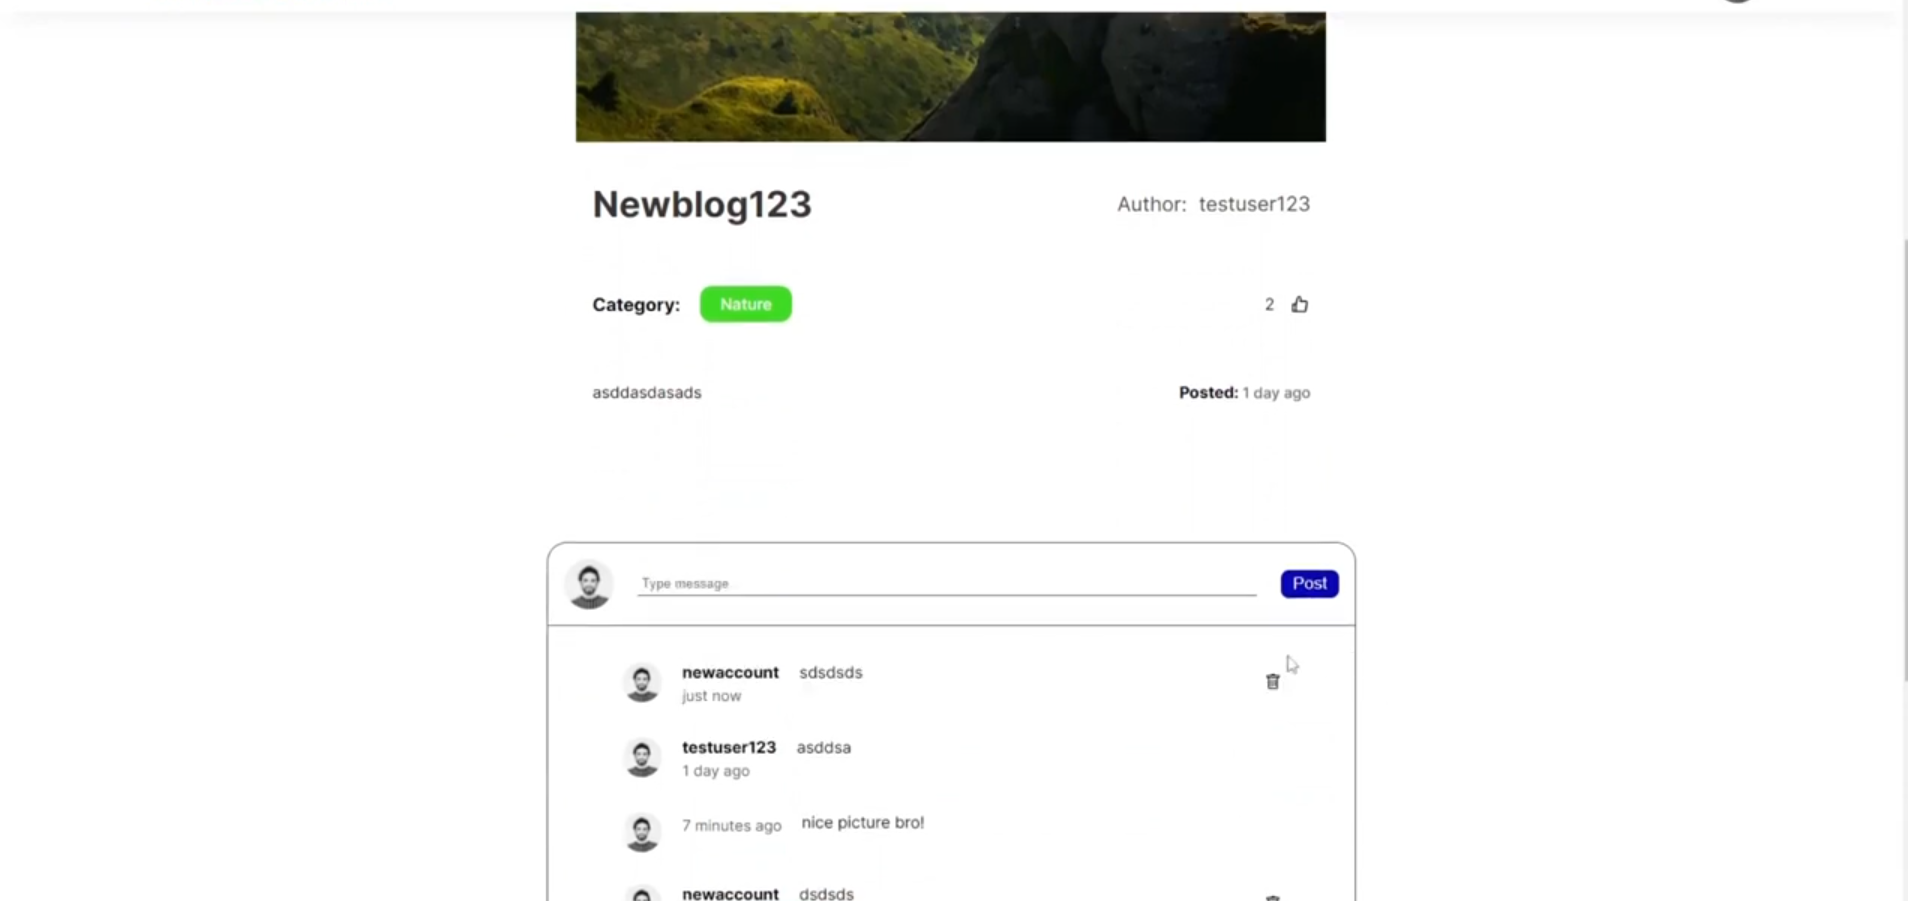 Newblog123
Author: testuser123
Category: Nature
2
asddasdasads
Posted: 1 day ago
Type message
Post
newaccount sdsdsds
just now
testuser123 asddsa
1 day ago
7 minutes ago nice picture bro!
newaccount dsdsds